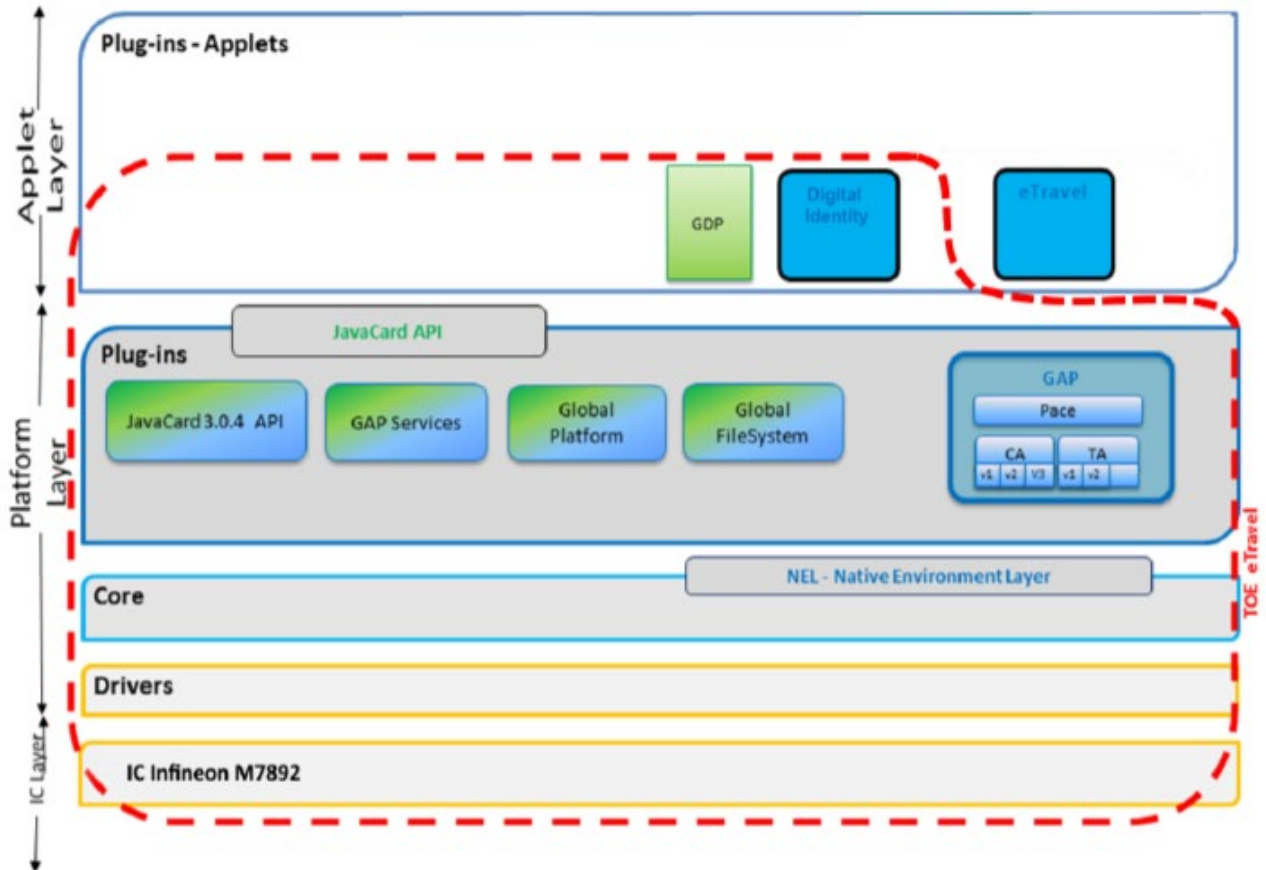 Plug-ins - Applets
Applet
Layer
GDP
Digital
Identity
eTravel
JavaCard API
Plug-ins
JavaCard 3.0.4 API
GAP Services
Global
Platform
Global
FileSystem
GAP
Pace
CA
TA
v1 v2 V3 v1 v2
Platform
Layer
NEL - Native Environment Layer
Core
TOE eTravel
Drivers
IC Layer
IC Infineon M7892